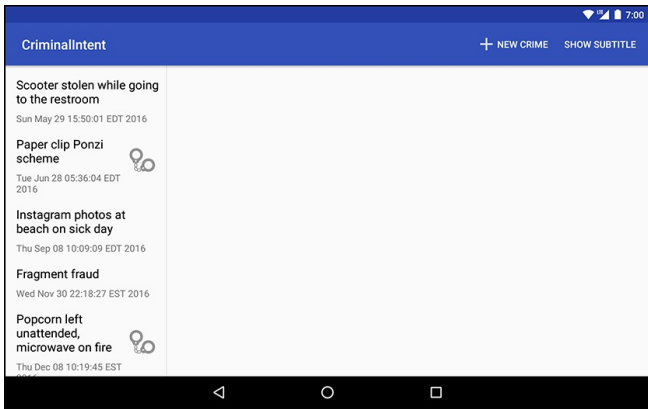 LTE 7:00
CriminalIntent
NEW CRIME SHOW SUBTITLE
Scooter stolen while going
to the restroom
Sun May 29 15:50:01 EDT 2016
Paper clip Ponzi
scheme
Tue Jun 28 05:36:04 EDT
2016
Instagram photos at
beach on sick day
Thu Sep 08 10:09:09 EDT 2016
Fragment fraud
Wed Nov 30 22:18:27 EST 2016
Popcorn left
unattended,
microwave on fire
Thu Dec 08 10:19:45 EST
2016